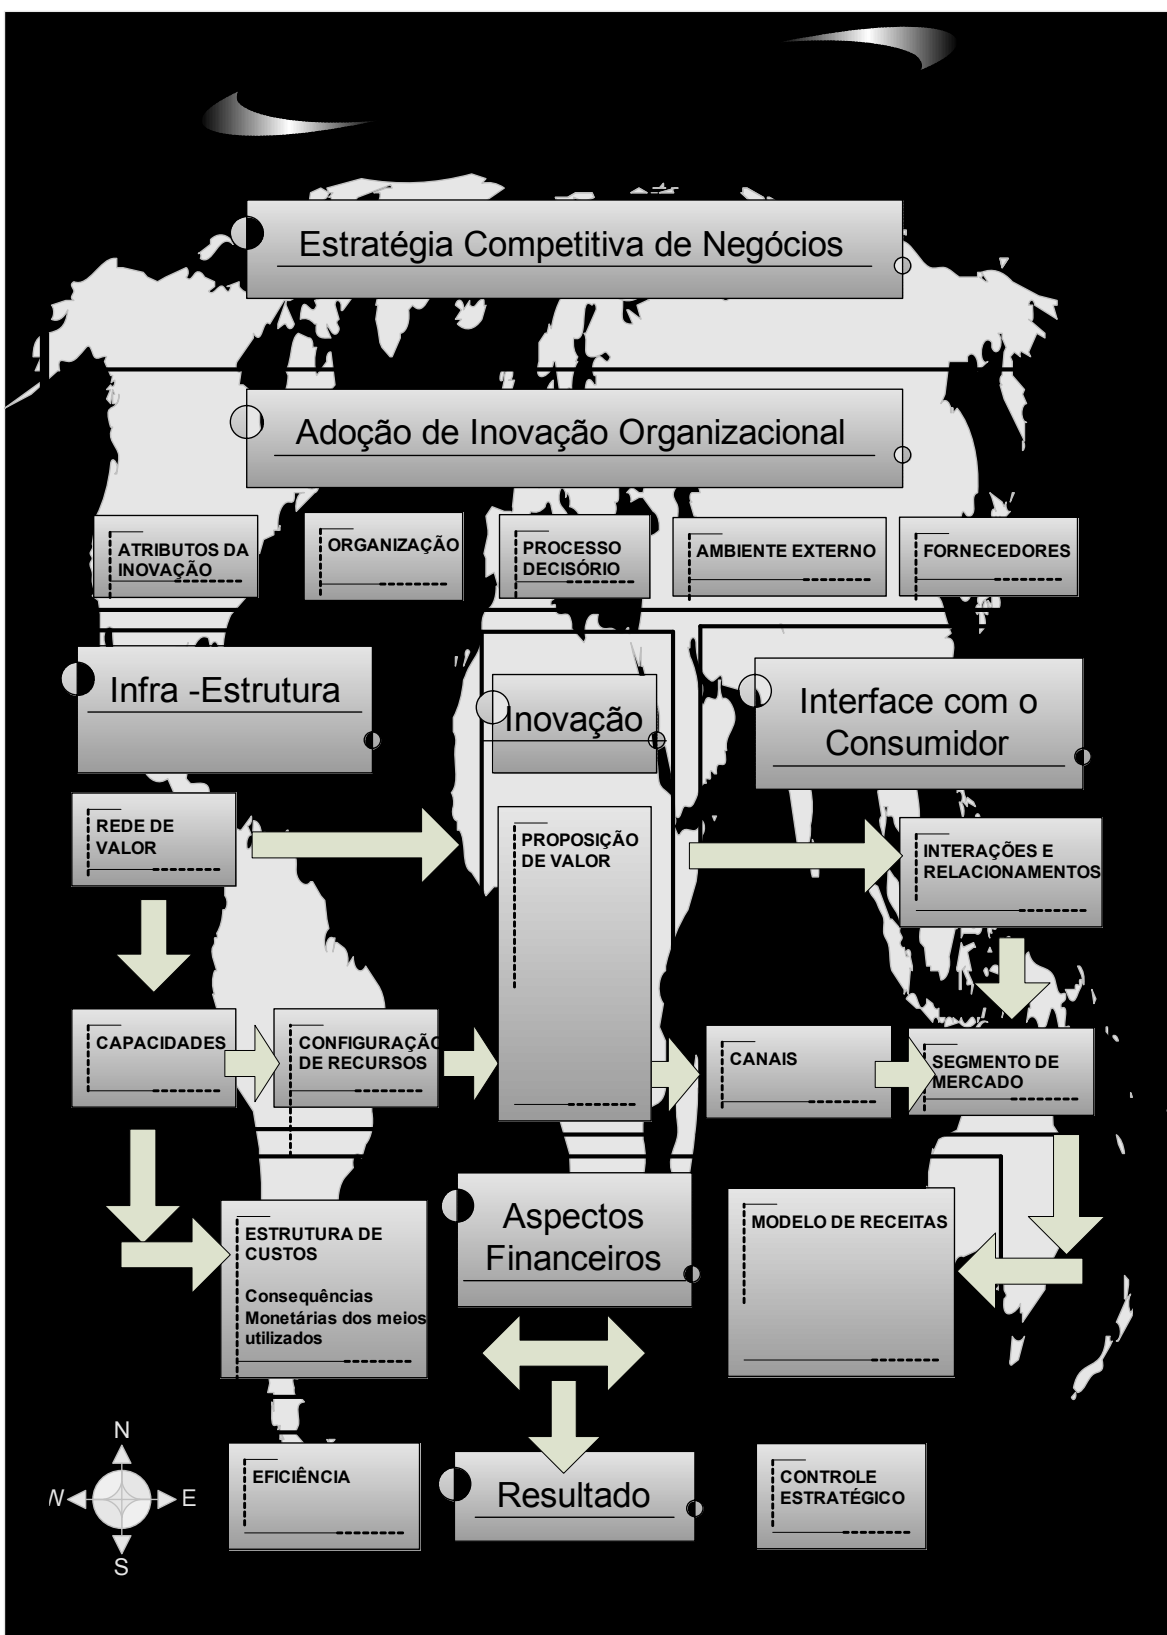 Estratégia Competitiva de Negócios
Adoção de Inovação Organizacional
ATRIBUTOS DA
INOVAÇÃO
ORGANIZAÇÃO
PROCESSO
DECISÓRIO
AMBIENTE EXTERNO
FORNECEDORES
Infra -Estrutura
Inovação
Interface com o
Consumidor
REDE DE
VALOR
PROPOSIÇÃO
DE VALOR
INTERAÇÕES E
RELACIONAMENTOS
CAPACIDADES
CONFIGURAÇÃO
DE RECURSOS
CANAIS
SEGMENTO DE
MERCADO
ESTRUTURA DE
CUSTOS
Consequências
Monetárias dos meios
utilizados
Aspectos
Financeiros
MODELO DE RECEITAS
N
W
E
S
EFICIÊNCIA
Resultado
CONTROLE
ESTRATÉGICO